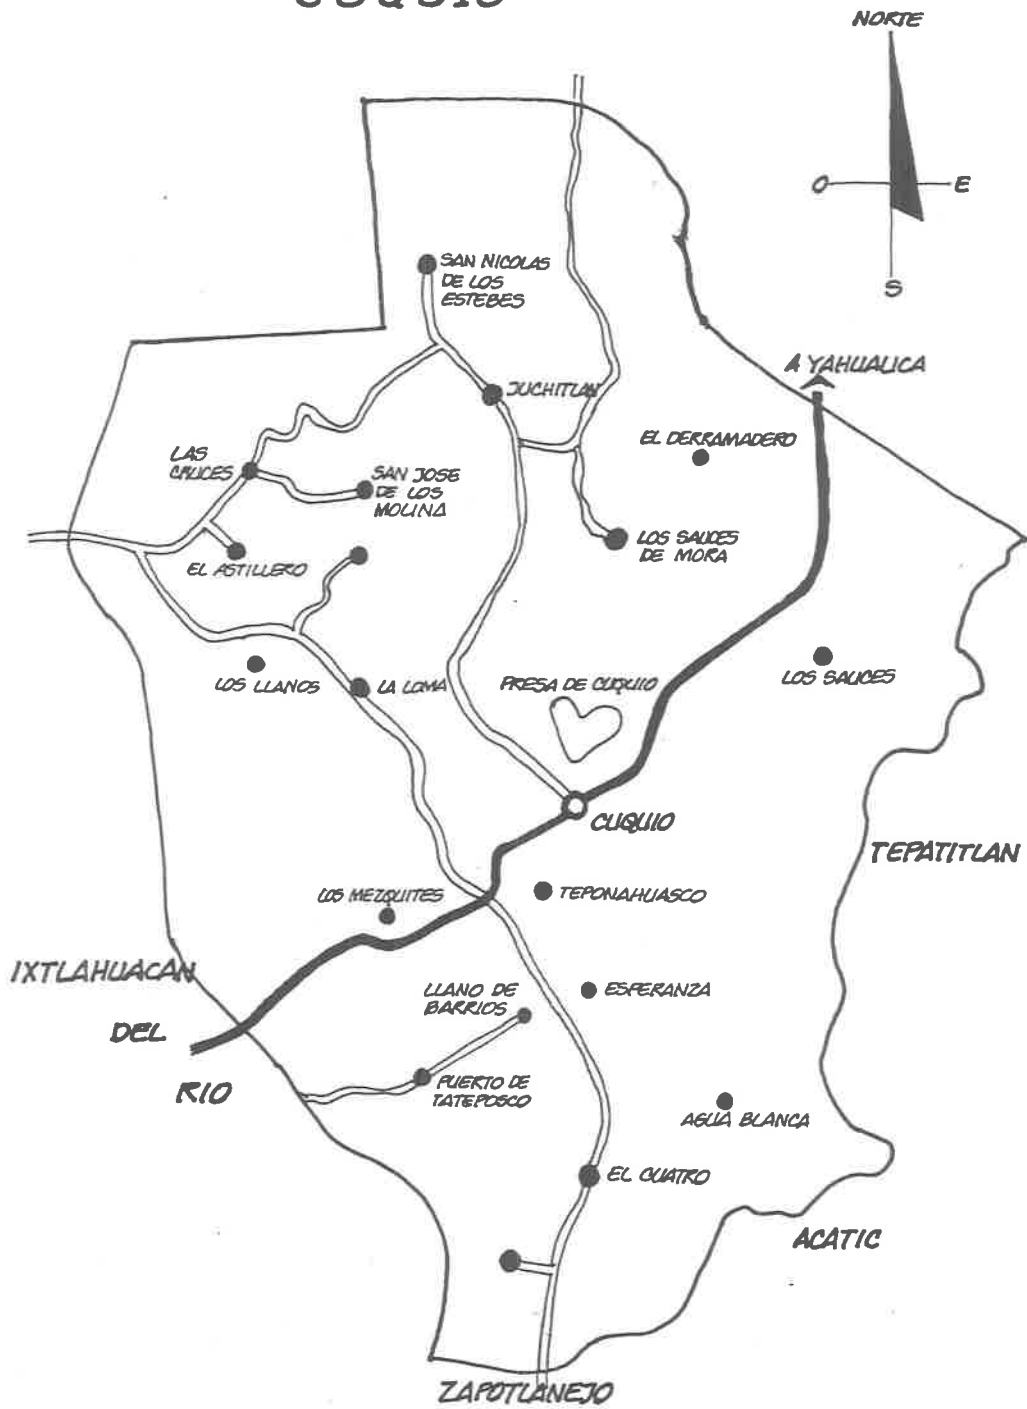 CUQUIO
NORTE
O
E
S
SAN NICOLAS
DE LOS
ESTEBES
A YAHUALICA
JUCHITLAN
EL DERRAMADERO
LAS
CRUCES
SAN JOSE
DE LOS
MOLINA
LOS SAUCES
DE MORA
EL ASTILLERO
LOS LLANOS
LA LOMA
PRESA DE CUQUIO
LOS SAUCES
CUQUIO
TEPATITLAN
LOS MEZQUITES
TEPONAHUASCO
IXTLAHUACAN
DEL
RIO
LLANO DE
BARRIOS
ESPERANZA
PUERTO DE
TATEPOSCO
AGUA BLANCA
EL CUATRO
ACATIC
ZAPOTLANEJO